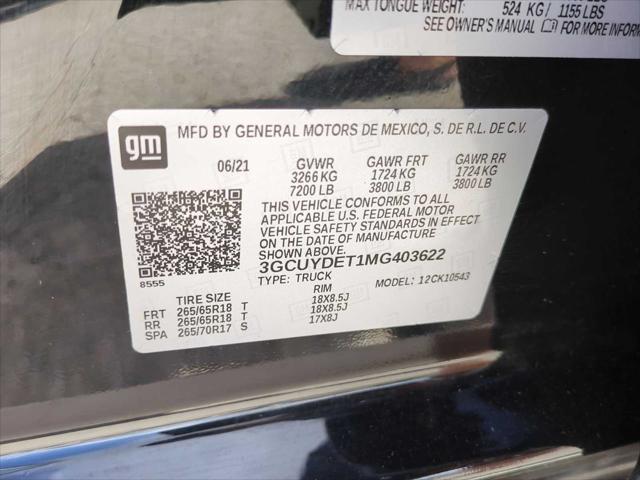 MAX TONGUE WEIGHT: 524 KG/ 1155 LBS
SEE OWNER'S MANUAL FOR MORE INFORM
gm
MFD BY GENERAL MOTORS DE MEXICO, S. DE R.L. DE C.V.
06/21 GVWR GAWR FRT GAWR RR
3266 KG 1724 KG 1724 KG
7200 LB 3800 LB 3800 LB
THIS VEHICLE CONFORMS TO ALL
APPLICABLE U.S. FEDERAL MOTOR
VEHICLE SAFETY STANDARDS IN EFFECT
ON THE DATE OF MANUFACTURE
SHOWN ABOVE.
3GCUYDET1MG403622
8555
TYPE: TRUCK MODEL: 12CK10543
TIRE SIZE RIM
FRT 265/65R18 T 18X8.5J
RR 265/65R18 T 18X8.5J
SPA 265/70R17 S 17X8J